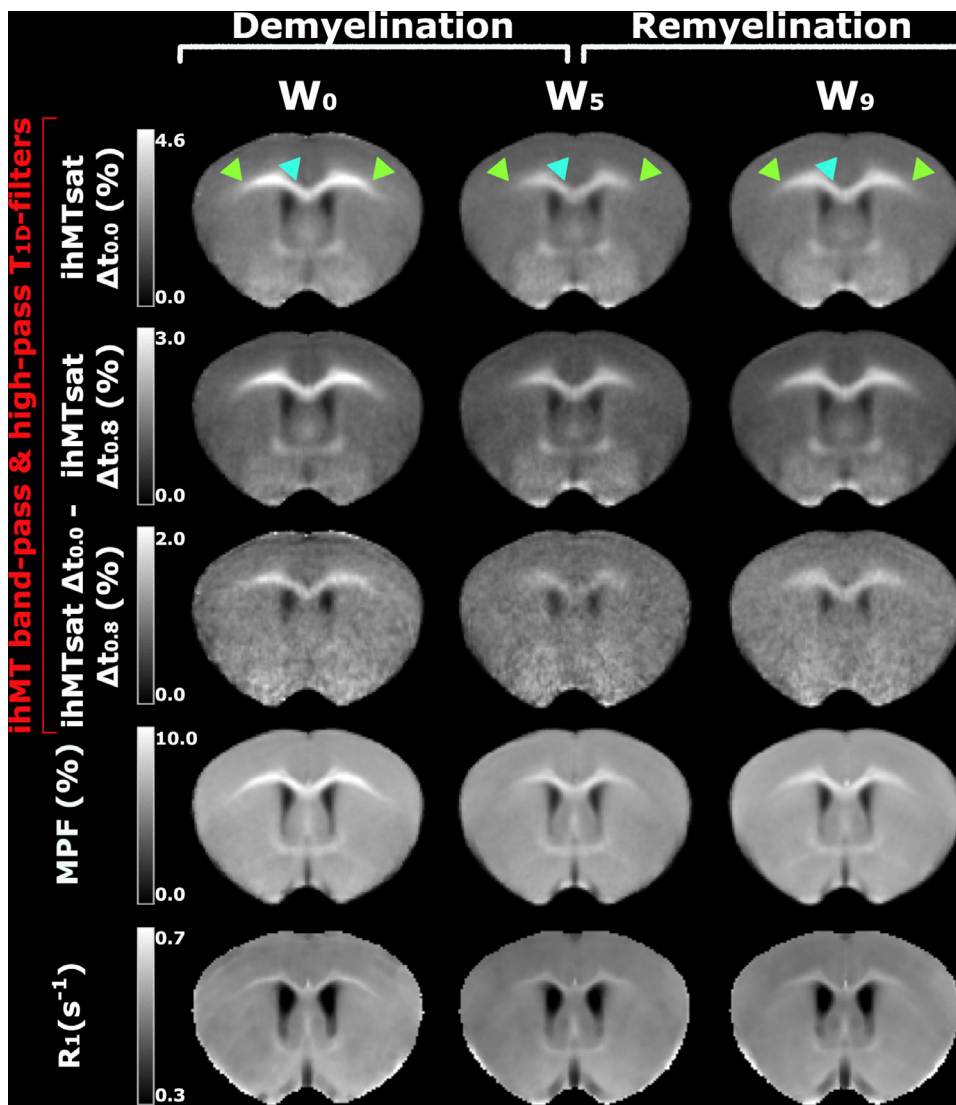 Demyelination Remyelination
W₀ W₅ W₉
ihMT band-pass & high-pass T₁D-filters
ihMTsat
Δt₀.₀ (%)
4.6
0.0
ihMTsat
Δt₀.₈ (%)
3.0
0.0
ihMTsat Δt₀.₀ -
Δt₀.₈ (%)
2.0
0.0
MPF (%)
10.0
0.0
R₁(s⁻¹)
0.7
0.3